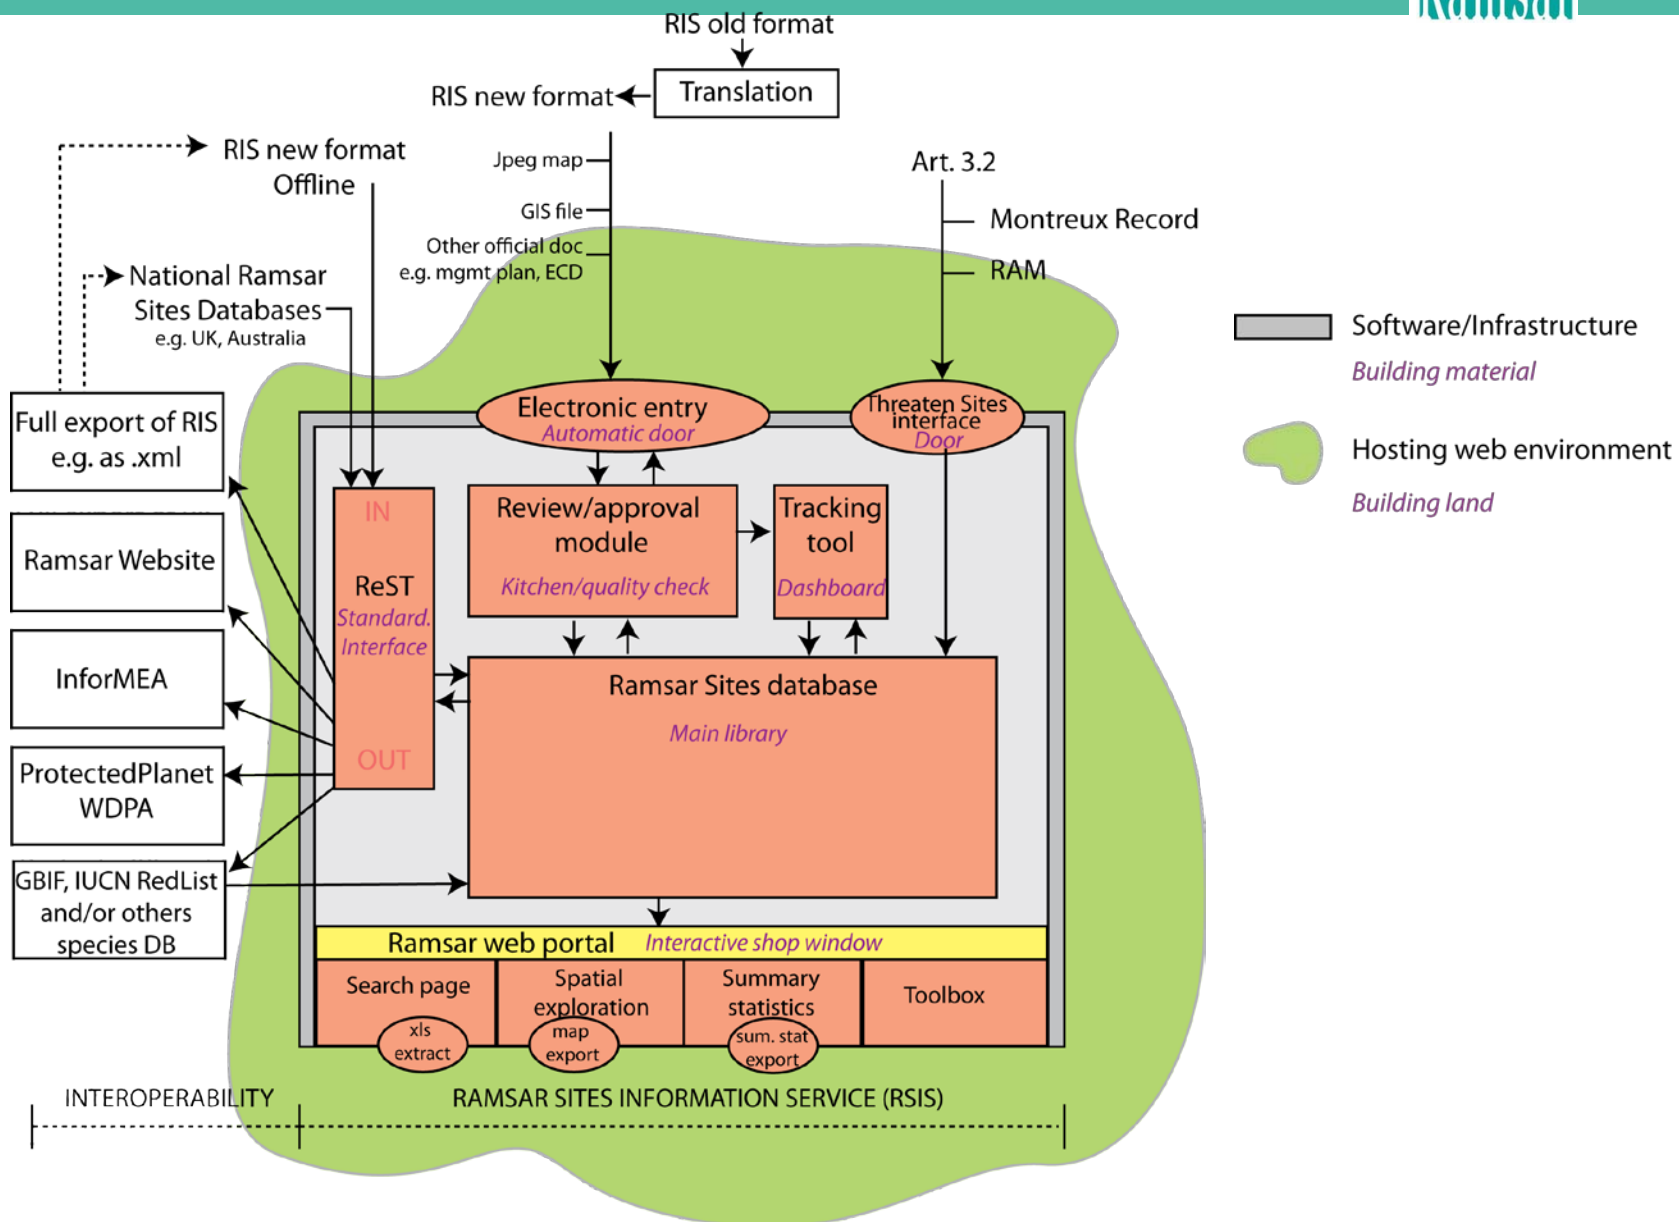 Ramsar
RIS old format
Translation
RIS new format
RIS new format
Offline
Jpeg map
GIS file
Other official doc
e.g. mgmt plan, ECD
Art. 3.2
Montreux Record
RAM
National Ramsar
Sites Databases
e.g. UK, Australia
Software/Infrastructure
Building material
Hosting web environment
Building land
Full export of RIS
e.g. as .xml
Ramsar Website
InforMEA
ProtectedPlanet
WDPA
GBIF, IUCN RedList
and/or others
species DB
Electronic entry
Automatic door
Threaten Sites
interface
Door
IN
ReST
Standard.
Interface
OUT
Review/approval
module
Kitchen/quality check
Tracking
tool
Dashboard
Ramsar Sites database
Main library
Ramsar web portal
Interactive shop window
Search page
xls
extract
Spatial
exploration
map
export
Summary
statistics
sum. stat
export
Toolbox
INTEROPERABILITY
RAMSAR SITES INFORMATION SERVICE (RSIS)